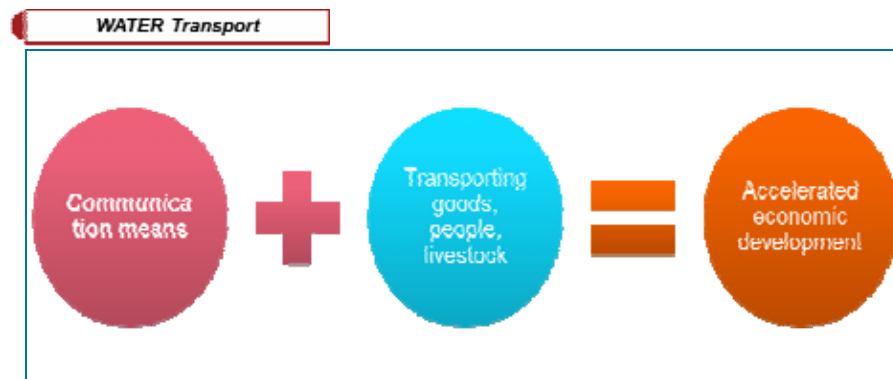 WATER Transport
Communica
tion means
Transporting
goods,
people,
livestock
Accelerated
economic
development